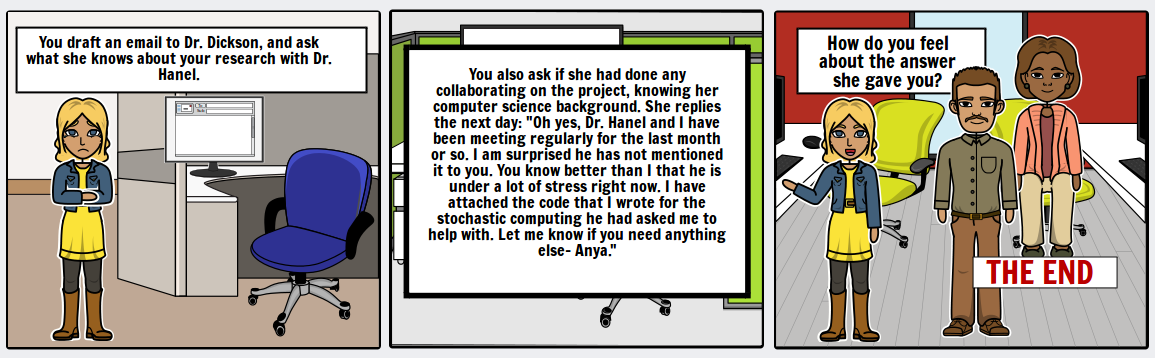 You draft an email to Dr. Dickson, and ask
what she knows about your research with Dr.
Hanel.
You also ask if she had done any
collaborating on the project, knowing her
computer science background. She replies
the next day: "Oh yes, Dr. Hanel and I have
been meeting regularly for the last month
or so. I am surprised he has not mentioned
it to you. You know better than I that he is
under a lot of stress right now. I have
attached the code that I wrote for the
stochastic computing he had asked me to
help with. Let me know if you need anything
else- Anya."
How do you feel
about the answer
she gave you?
THE END